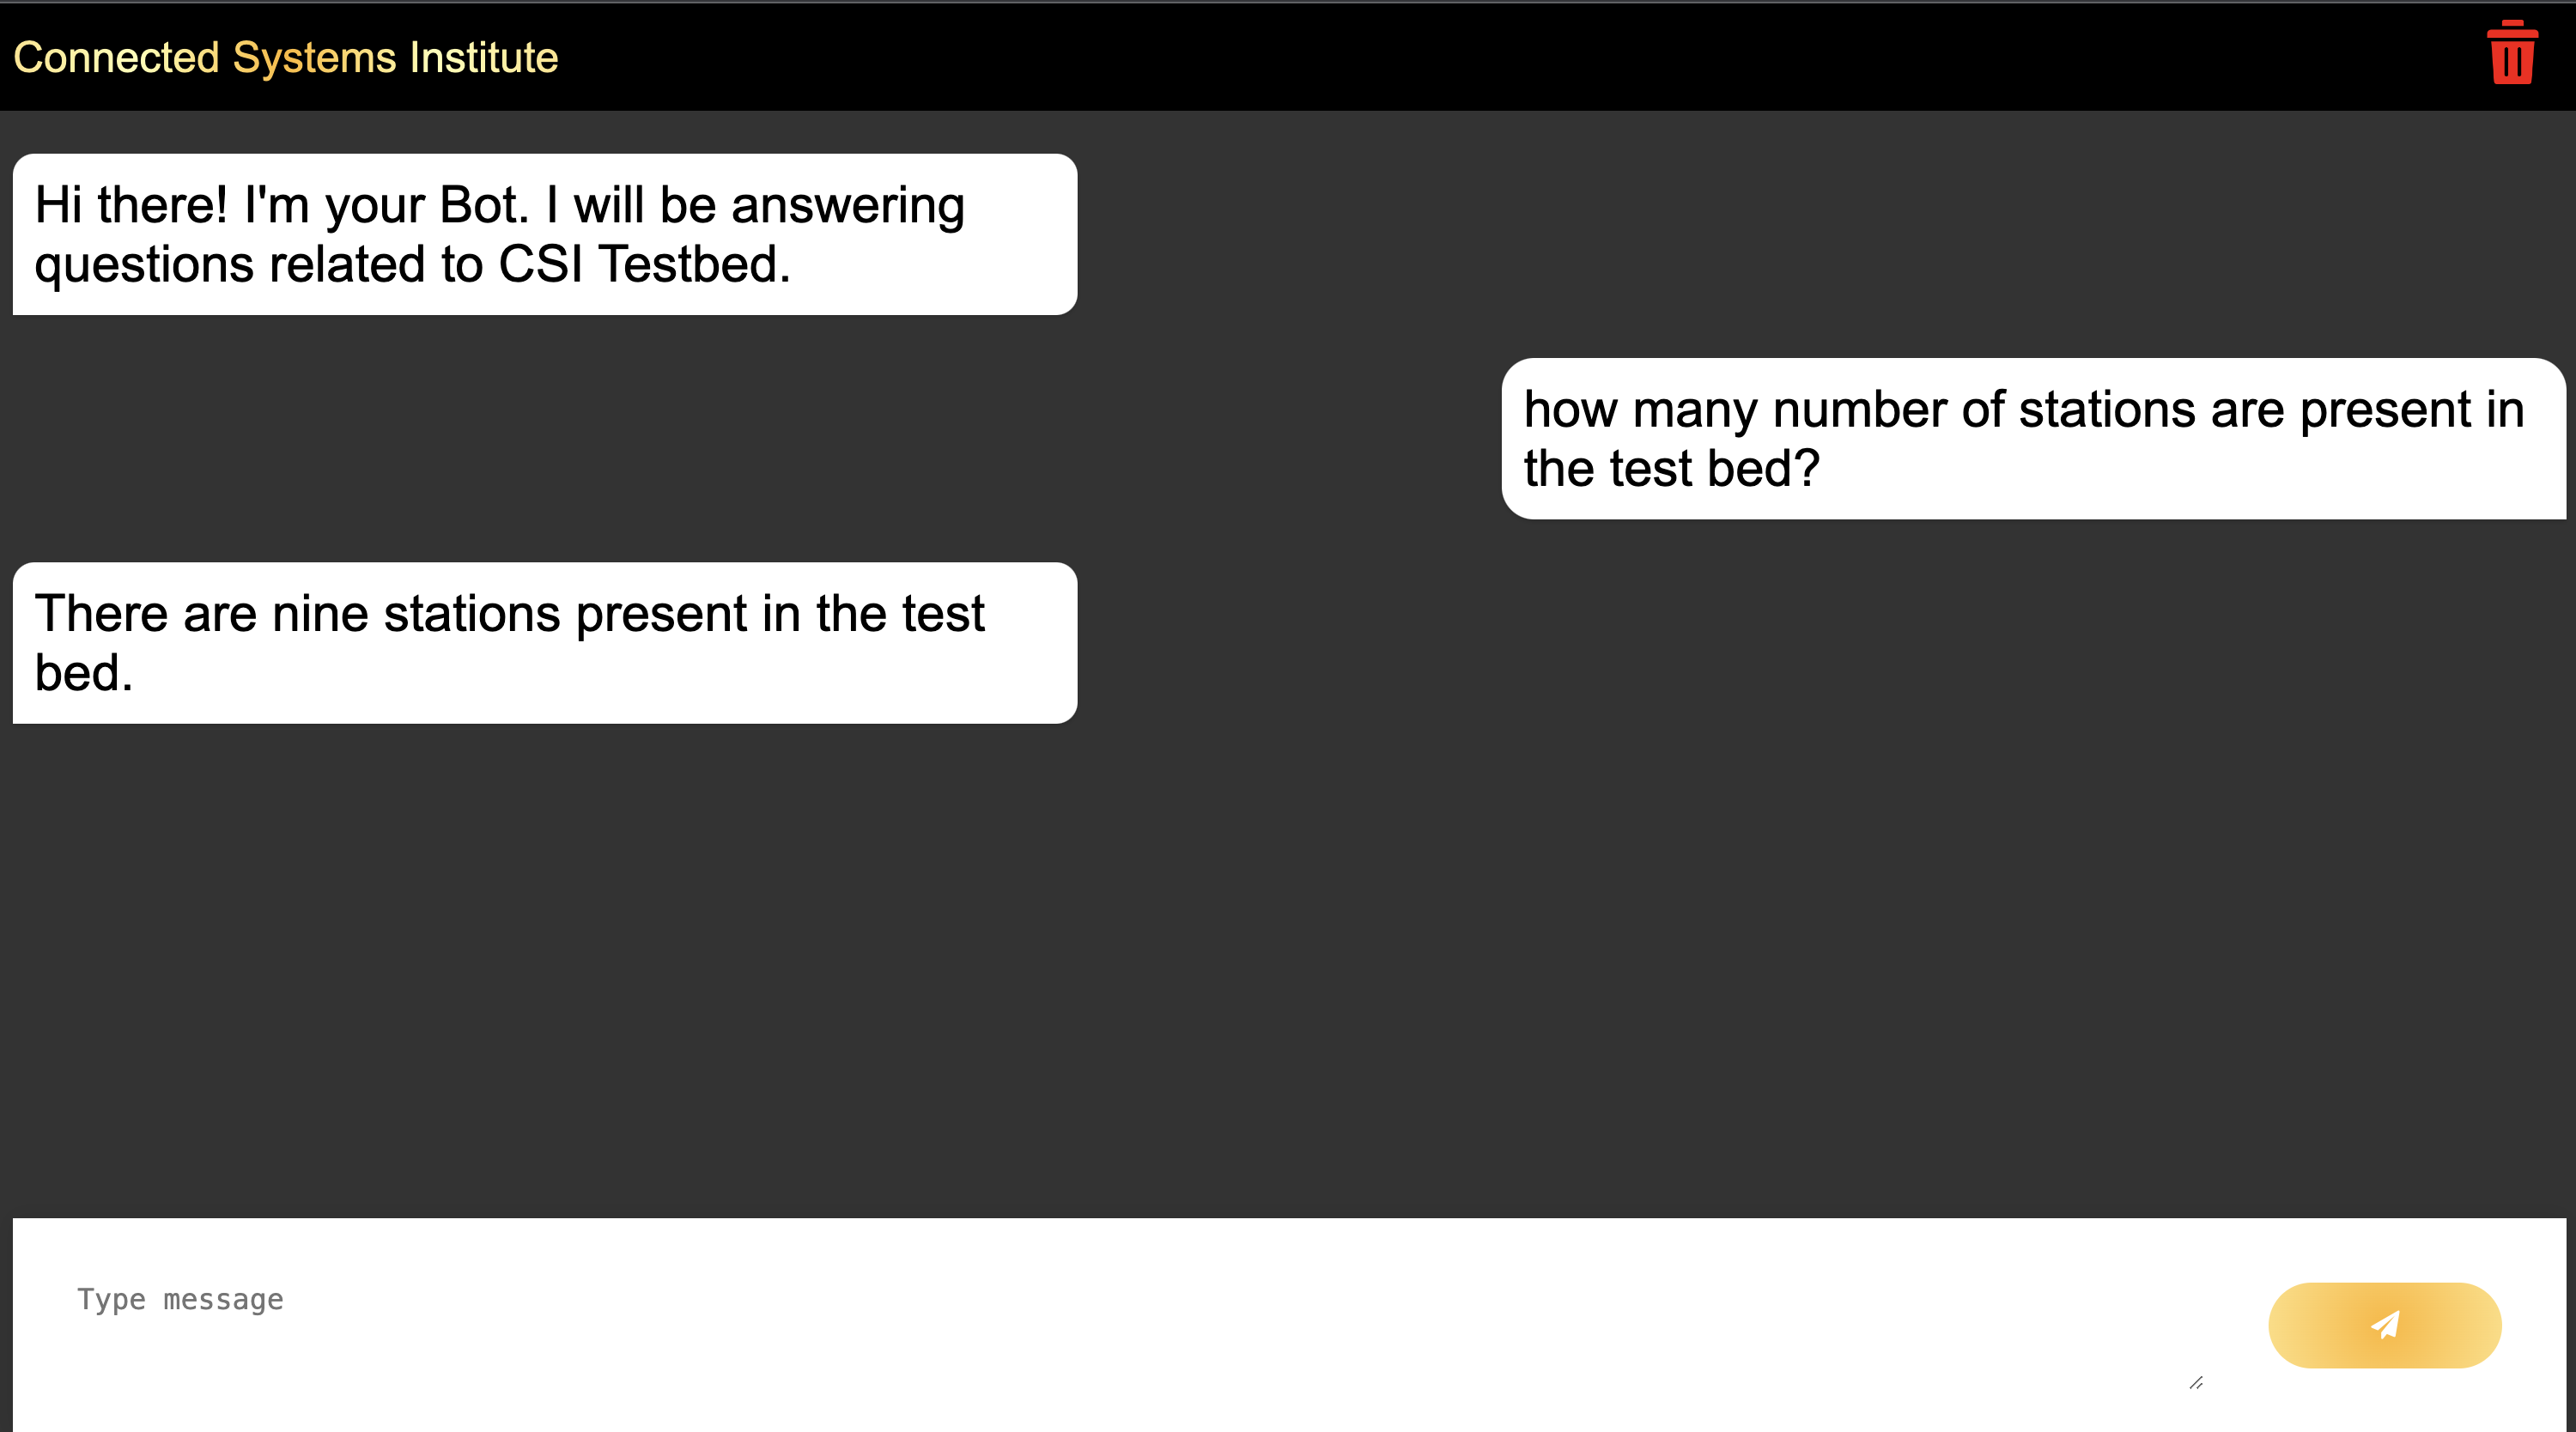 Connected Systems Institute
Hi there! I'm your Bot. I will be answering
questions related to CSI Testbed.
how many number of stations are present in
the test bed?
There are nine stations present in the test
bed.
Type message